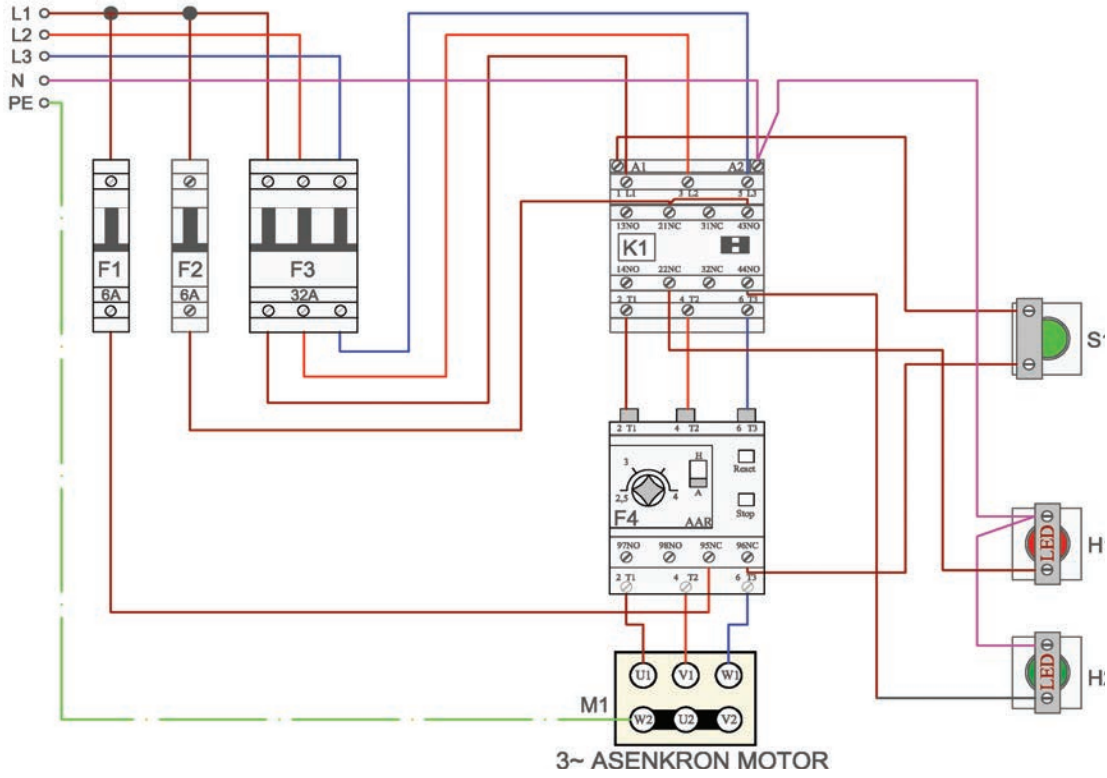 L1
L2
L3
N
PE
A1 A2
1 L1 3 L2 5 L3
13NO 21NC 31NC 43NO
K1
14NO 22NC 32NC 44NO
2 T1 4 T2 6 T3
F1
6A
F2
6A
F3
32A
S1
2 T1 4 T2 6 T3
3
2,5 4
H
A
Reset
Stop
F4 AAR
97NO 98NO 95NC 96NC
2 T1 4 T2 6 T3
LED
LED
U1 V1 W1
M1
W2 U2 V2
3~ ASENKRON MOTOR